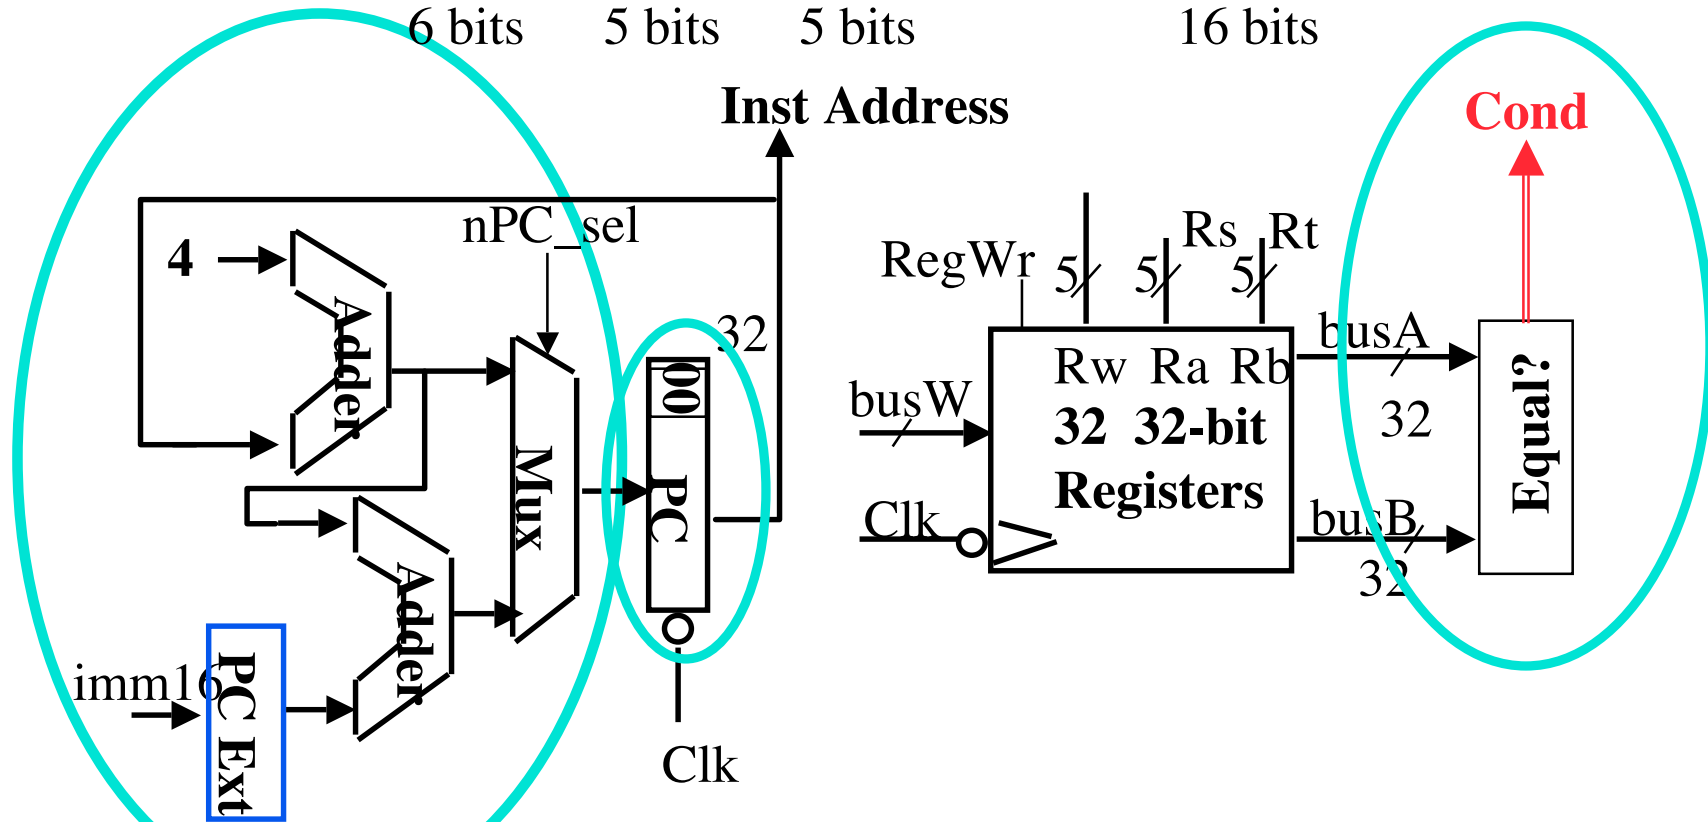 6 bits 5 bits 5 bits 16 bits
Inst Address
Cond
nPC_sel
4
Adder
RegWr
5
5
Rs
5
Rt
32
00
PC
Mux
busW
Clk
Rw Ra Rb
32 32-bit
Registers
busA
32
busB
32
Equal?
Adder
imm16
PC Ext
Clk